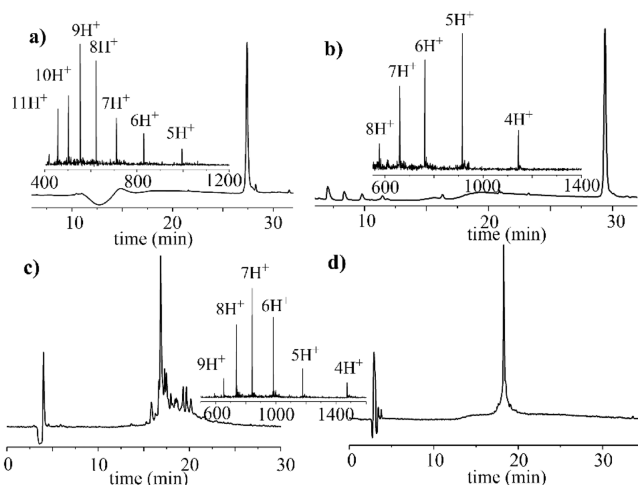 a)
9H+
8H+
10H+
11H+
7H+
6H+
5H+
400 800 1200
10 20 30
time (min)
b)
5H+
6H+
7H+
8H+
4H+
600 1000 1400
10 20 30
time (min)
c)
7H+
8H+
6H+
9H+
5H+
4H+
600 1000 1400
0 10 20 30
time (min)
d)
0 10 20 30
time (min)